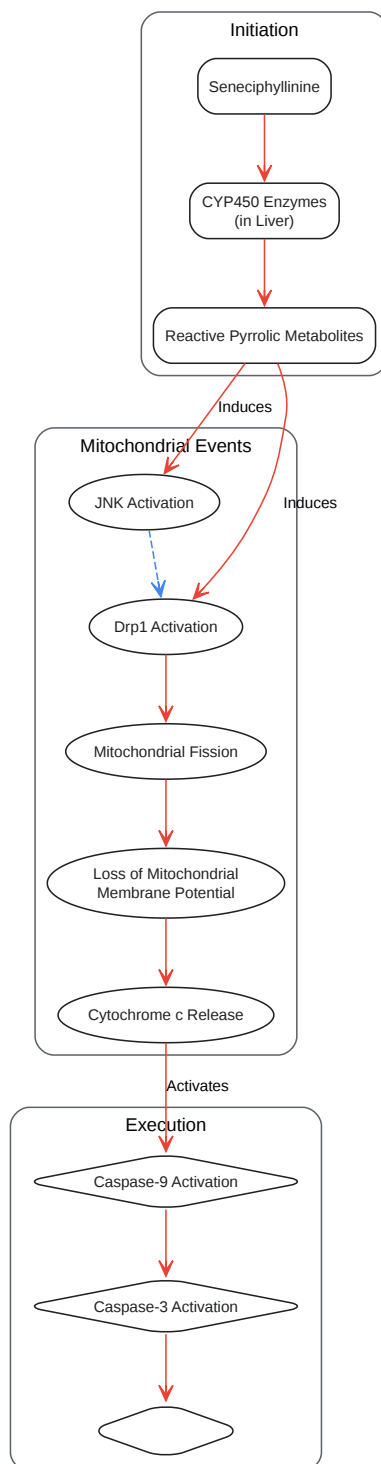 Initiation
Seneciphyllinine
CYP450 Enzymes
(in Liver)
Reactive Pyrrolic Metabolites
Induces
Mitochondrial Events
JNK Activation
Induces
Drp1 Activation
Mitochondrial Fission
Loss of Mitochondrial
Membrane Potential
Cytochrome c Release
Activates
Execution
Caspase-9 Activation
Caspase-3 Activation